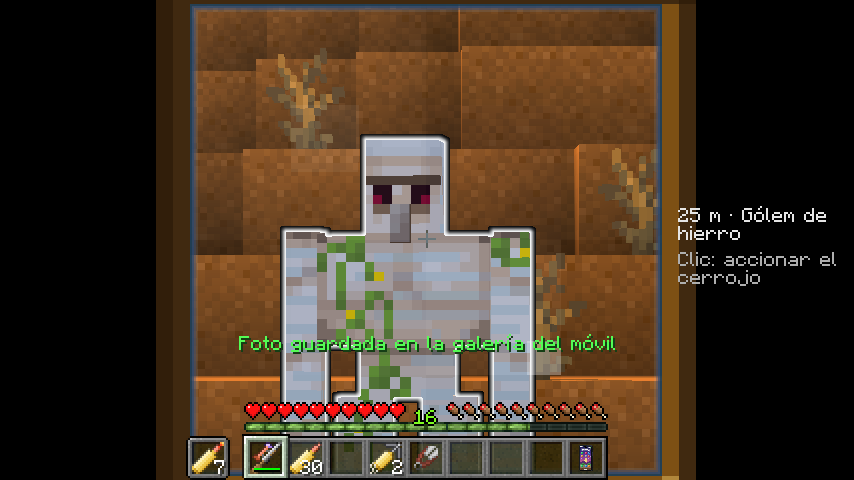 25 m · Gólem de
hierro
Clic: accionar el
cerrojo
Foto guardada en la galería del móvil
16
7
30
2